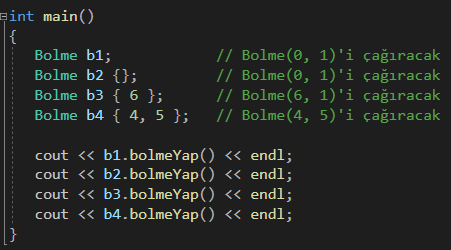 int main()
{
Bolme b1; // Bolme(0, 1)'i çağıracak
Bolme b2 {}; // Bolme(0, 1)'i çağıracak
Bolme b3 { 6 }; // Bolme(6, 1)'i çağıracak
Bolme b4 { 4, 5 }; // Bolme(4, 5)'i çağıracak
cout << b1.bolmeYap() << endl;
cout << b2.bolmeYap() << endl;
cout << b3.bolmeYap() << endl;
cout << b4.bolmeYap() << endl;
}